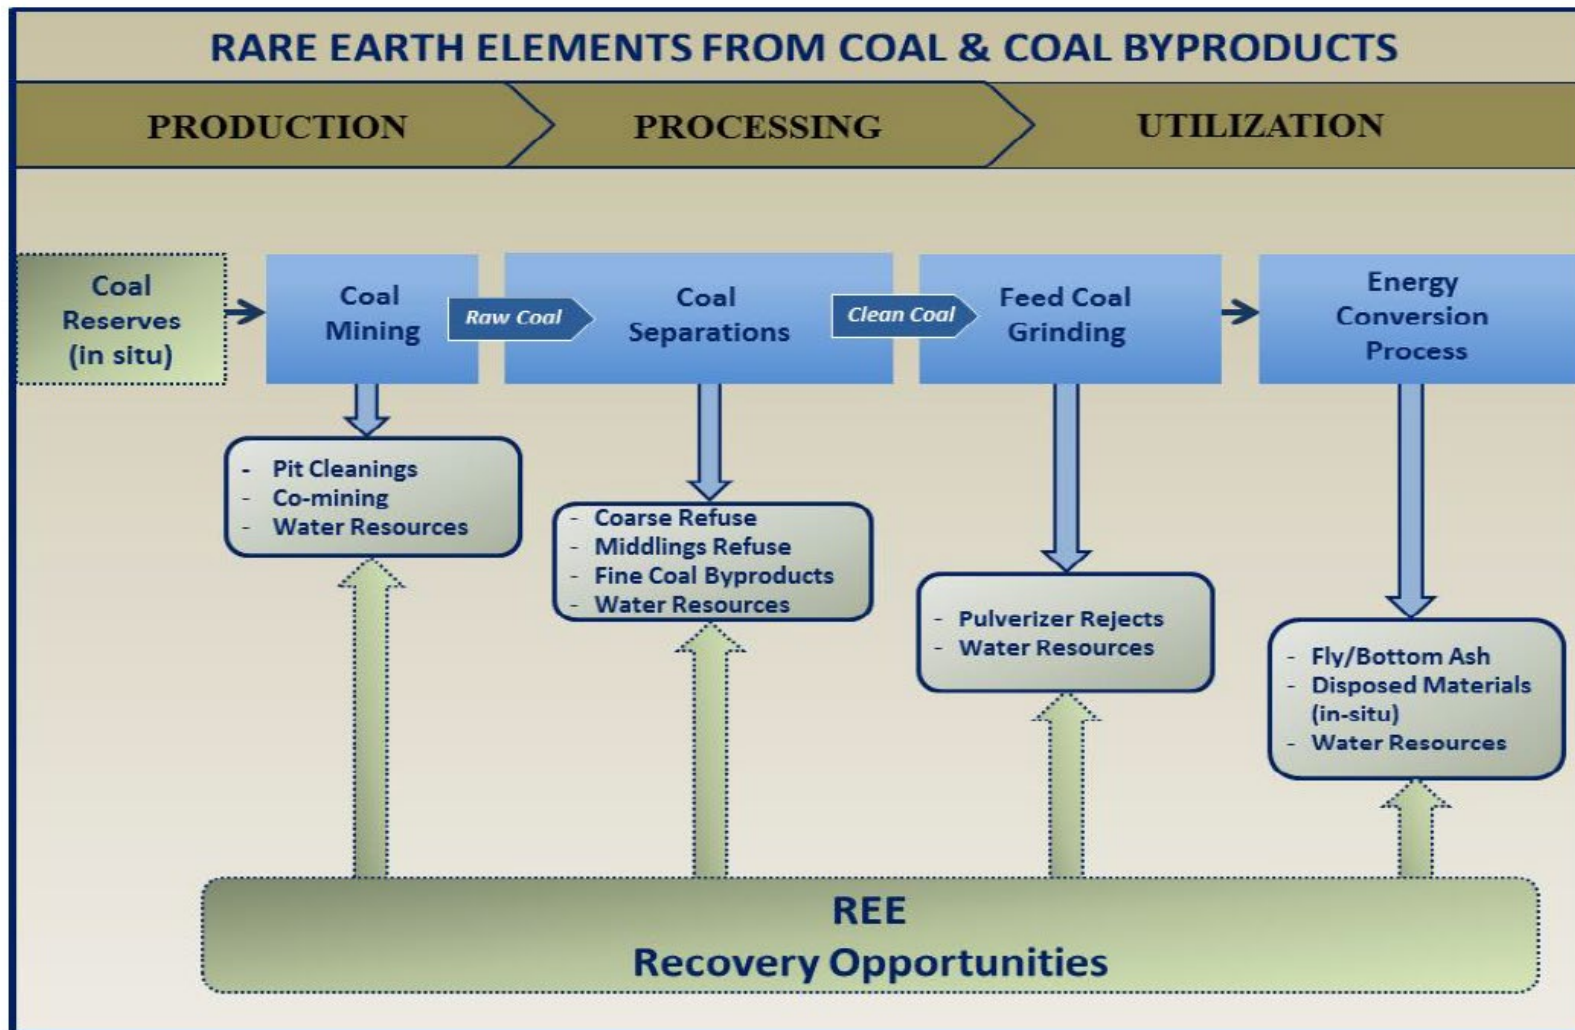 RARE EARTH ELEMENTS FROM COAL & COAL BYPRODUCTS
PRODUCTION
PROCESSING
UTILIZATION
Coal
Reserves
(in situ)
Coal
Mining
Raw Coal
Coal
Separations
Clean Coal
Feed Coal
Grinding
Energy
Conversion
Process
- Pit Cleanings
- Co-mining
- Water Resources
- Coarse Refuse
- Middlings Refuse
- Fine Coal Byproducts
- Water Resources
- Pulverizer Rejects
- Water Resources
- Fly/Bottom Ash
- Disposed Materials
(in-situ)
- Water Resources
REE
Recovery Opportunities